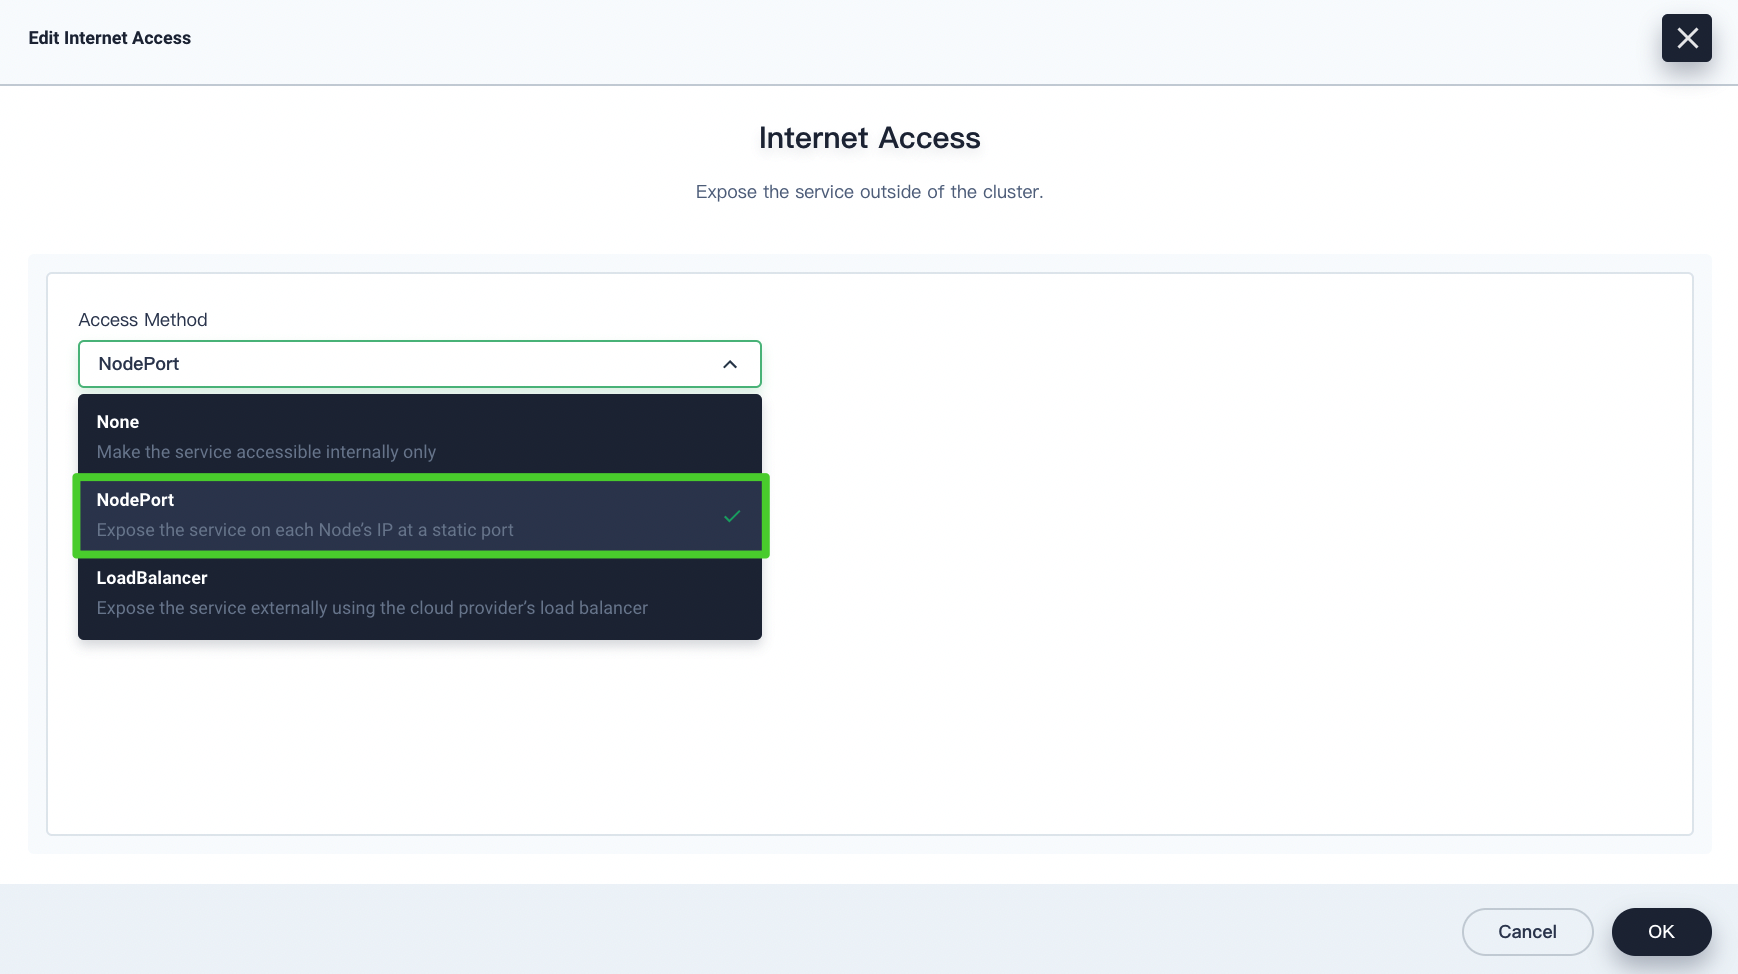 Edit Internet Access
Internet Access
Expose the service outside of the cluster.
Access Method
NodePort
None
Make the service accessible internally only
NodePort
Expose the service on each Node’s IP at a static port
LoadBalancer
Expose the service externally using the cloud provider’s load balancer
Cancel
OK